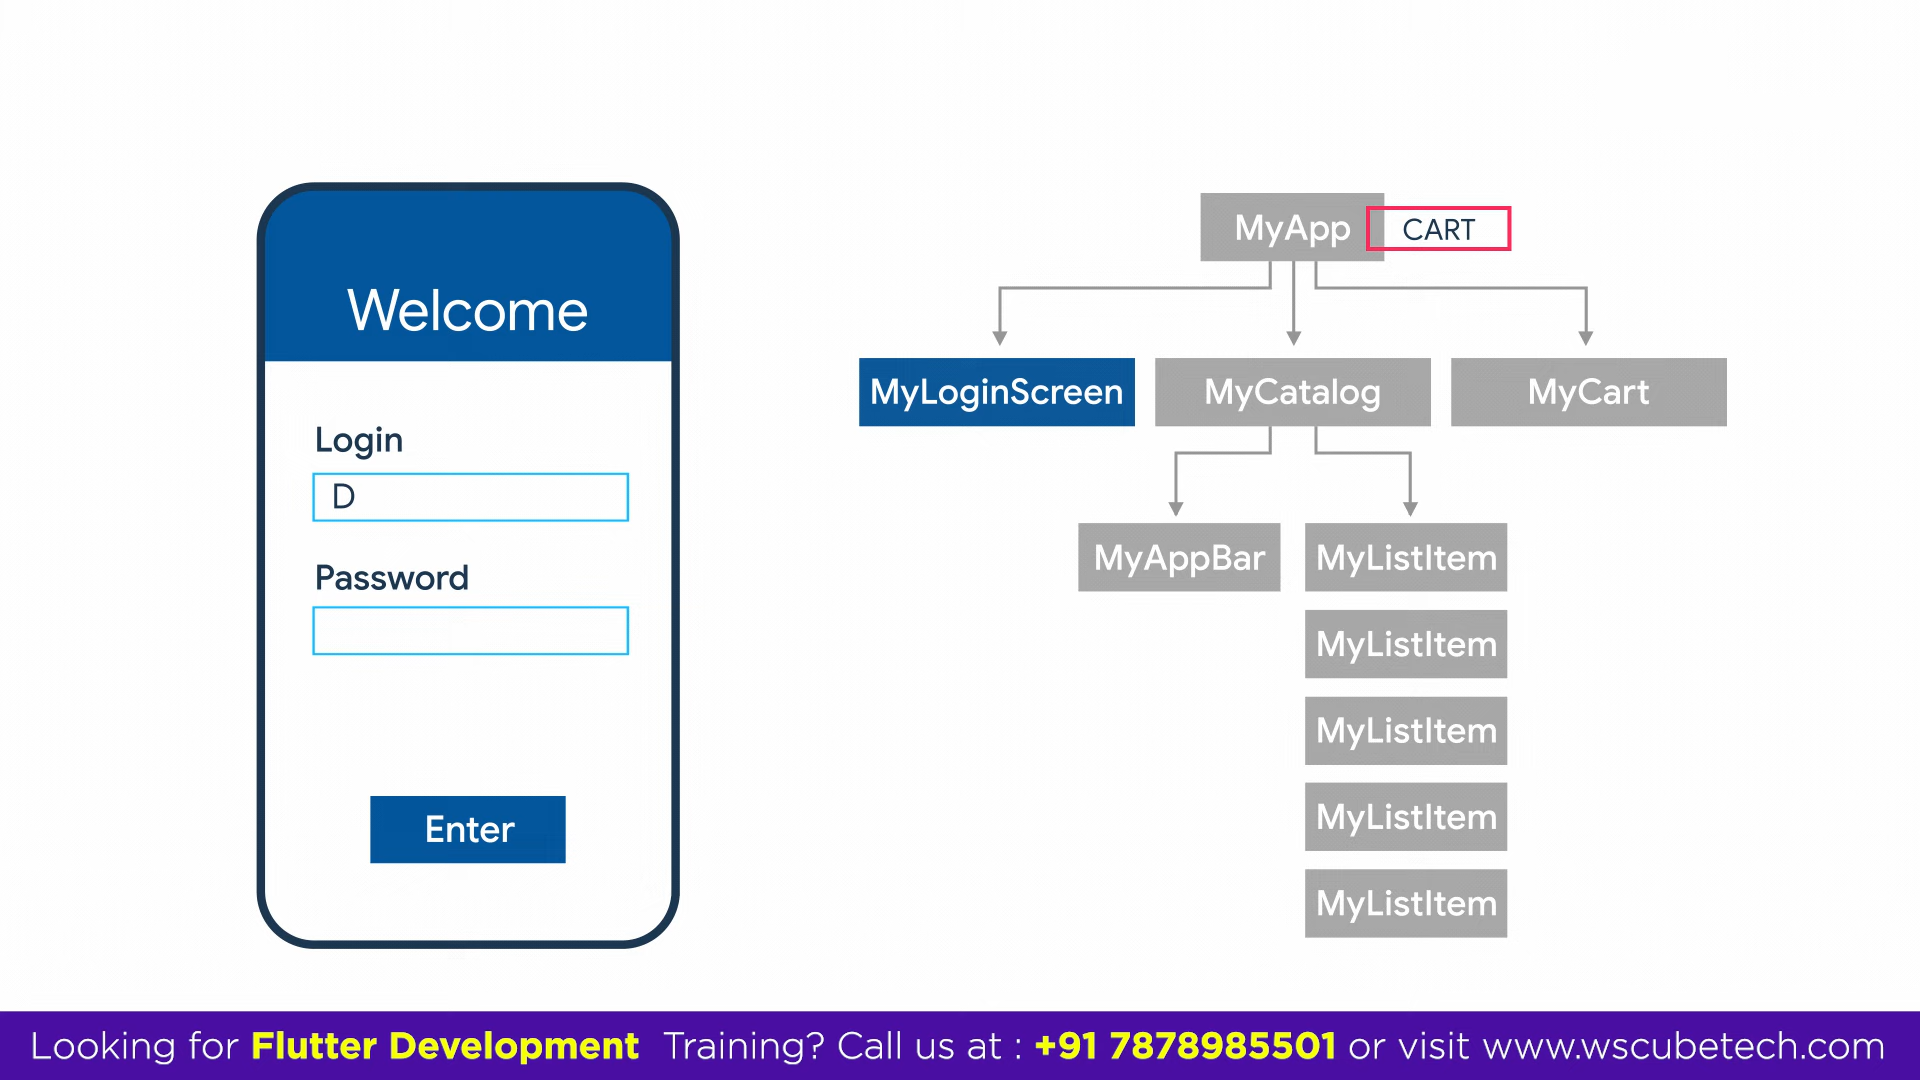 Welcome
Login
D
Password
Enter
MyApp
CART
MyLoginScreen
MyCatalog
MyCart
MyAppBar
MyListItem
MyListItem
MyListItem
MyListItem
MyListItem
Looking for Flutter Development Training? Call us at : +91 7878985501 or visit www.wscubetech.com